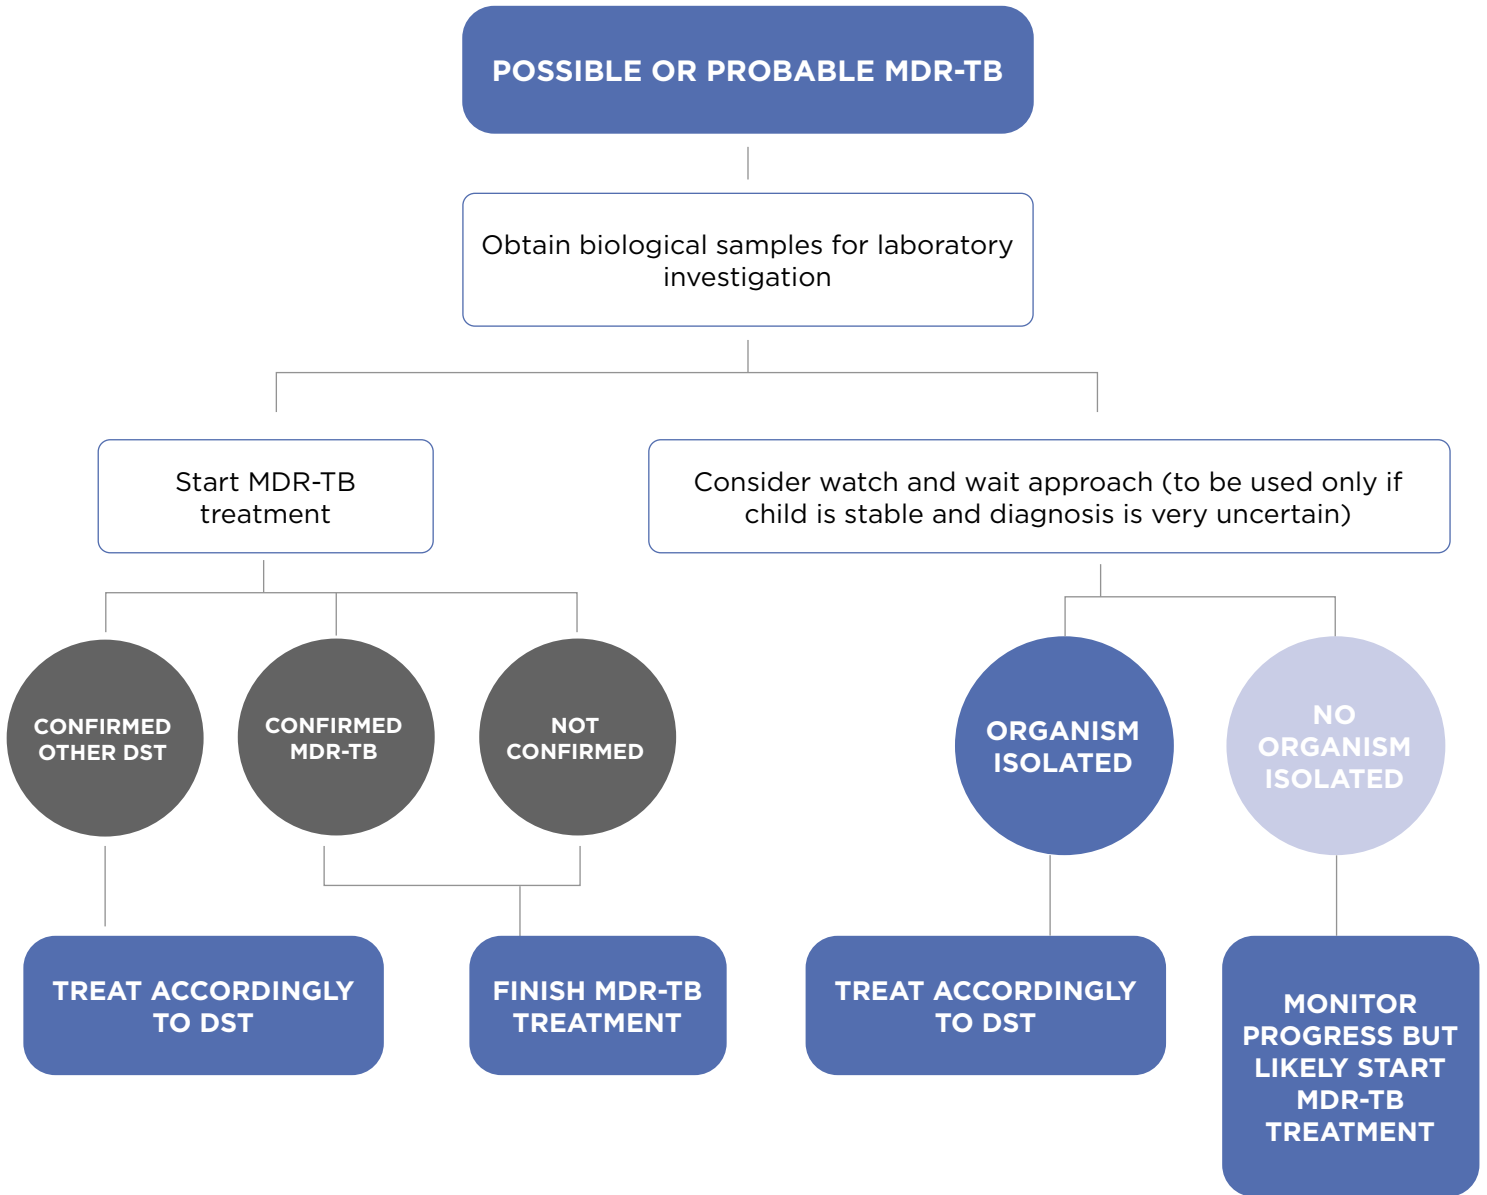 POSSIBLE OR PROBABLE MDR-TB
Obtain biological samples for laboratory
investigation
Start MDR-TB
treatment
Consider watch and wait approach (to be used only if
child is stable and diagnosis is very uncertain)
CONFIRMED
OTHER DST
CONFIRMED
MDR-TB
NOT
CONFIRMED
ORGANISM
ISOLATED
NO
ORGANISM
ISOLATED
TREAT ACCORDINGLY
TO DST
FINISH MDR-TB
TREATMENT
TREAT ACCORDINGLY
TO DST
MONITOR
PROGRESS BUT
LIKELY START
MDR-TB
TREATMENT